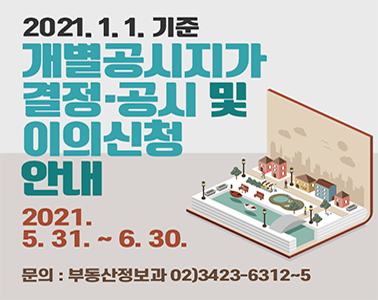 2021. 1. 1. 기준
개별공시지가
결정·공시 및
이의신청
안내
2021.
5. 31. ~ 6. 30.
문의 : 부동산정보과 02)3423-6312~5